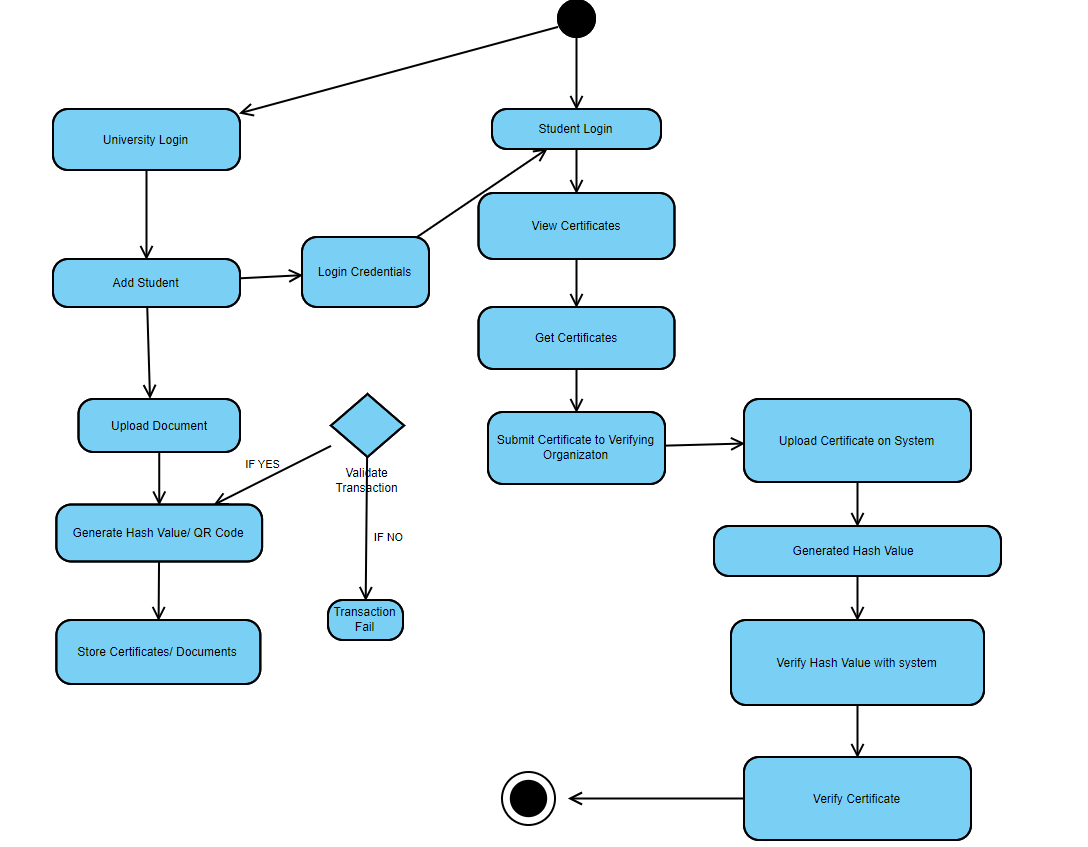 University Login
Student Login
View Certificates
Login Credentials
Add Student
Get Certificates
Upload Document
Submit Certificate to Verifying
Organizaton
Upload Certificate on System
IF YES
Validate
Transaction
Generate Hash Value/ QR Code
IF NO
Generated Hash Value
Transaction
Fail
Store Certificates/ Documents
Verify Hash Value with system
Verify Certificate